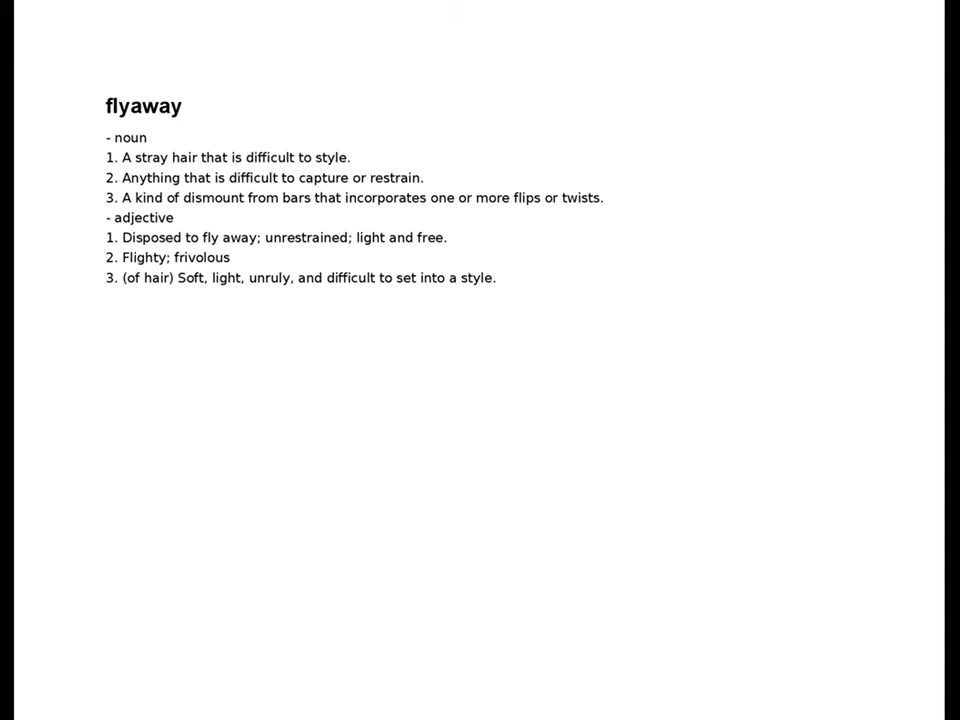 flyaway
- noun
1. A stray hair that is difficult to style.
2. Anything that is difficult to capture or restrain.
3. A kind of dismount from bars that incorporates one or more flips or twists.
- adjective
1. Disposed to fly away; unrestrained; light and free.
2. Flighty; frivolous
3. (of hair) Soft, light, unruly, and difficult to set into a style.